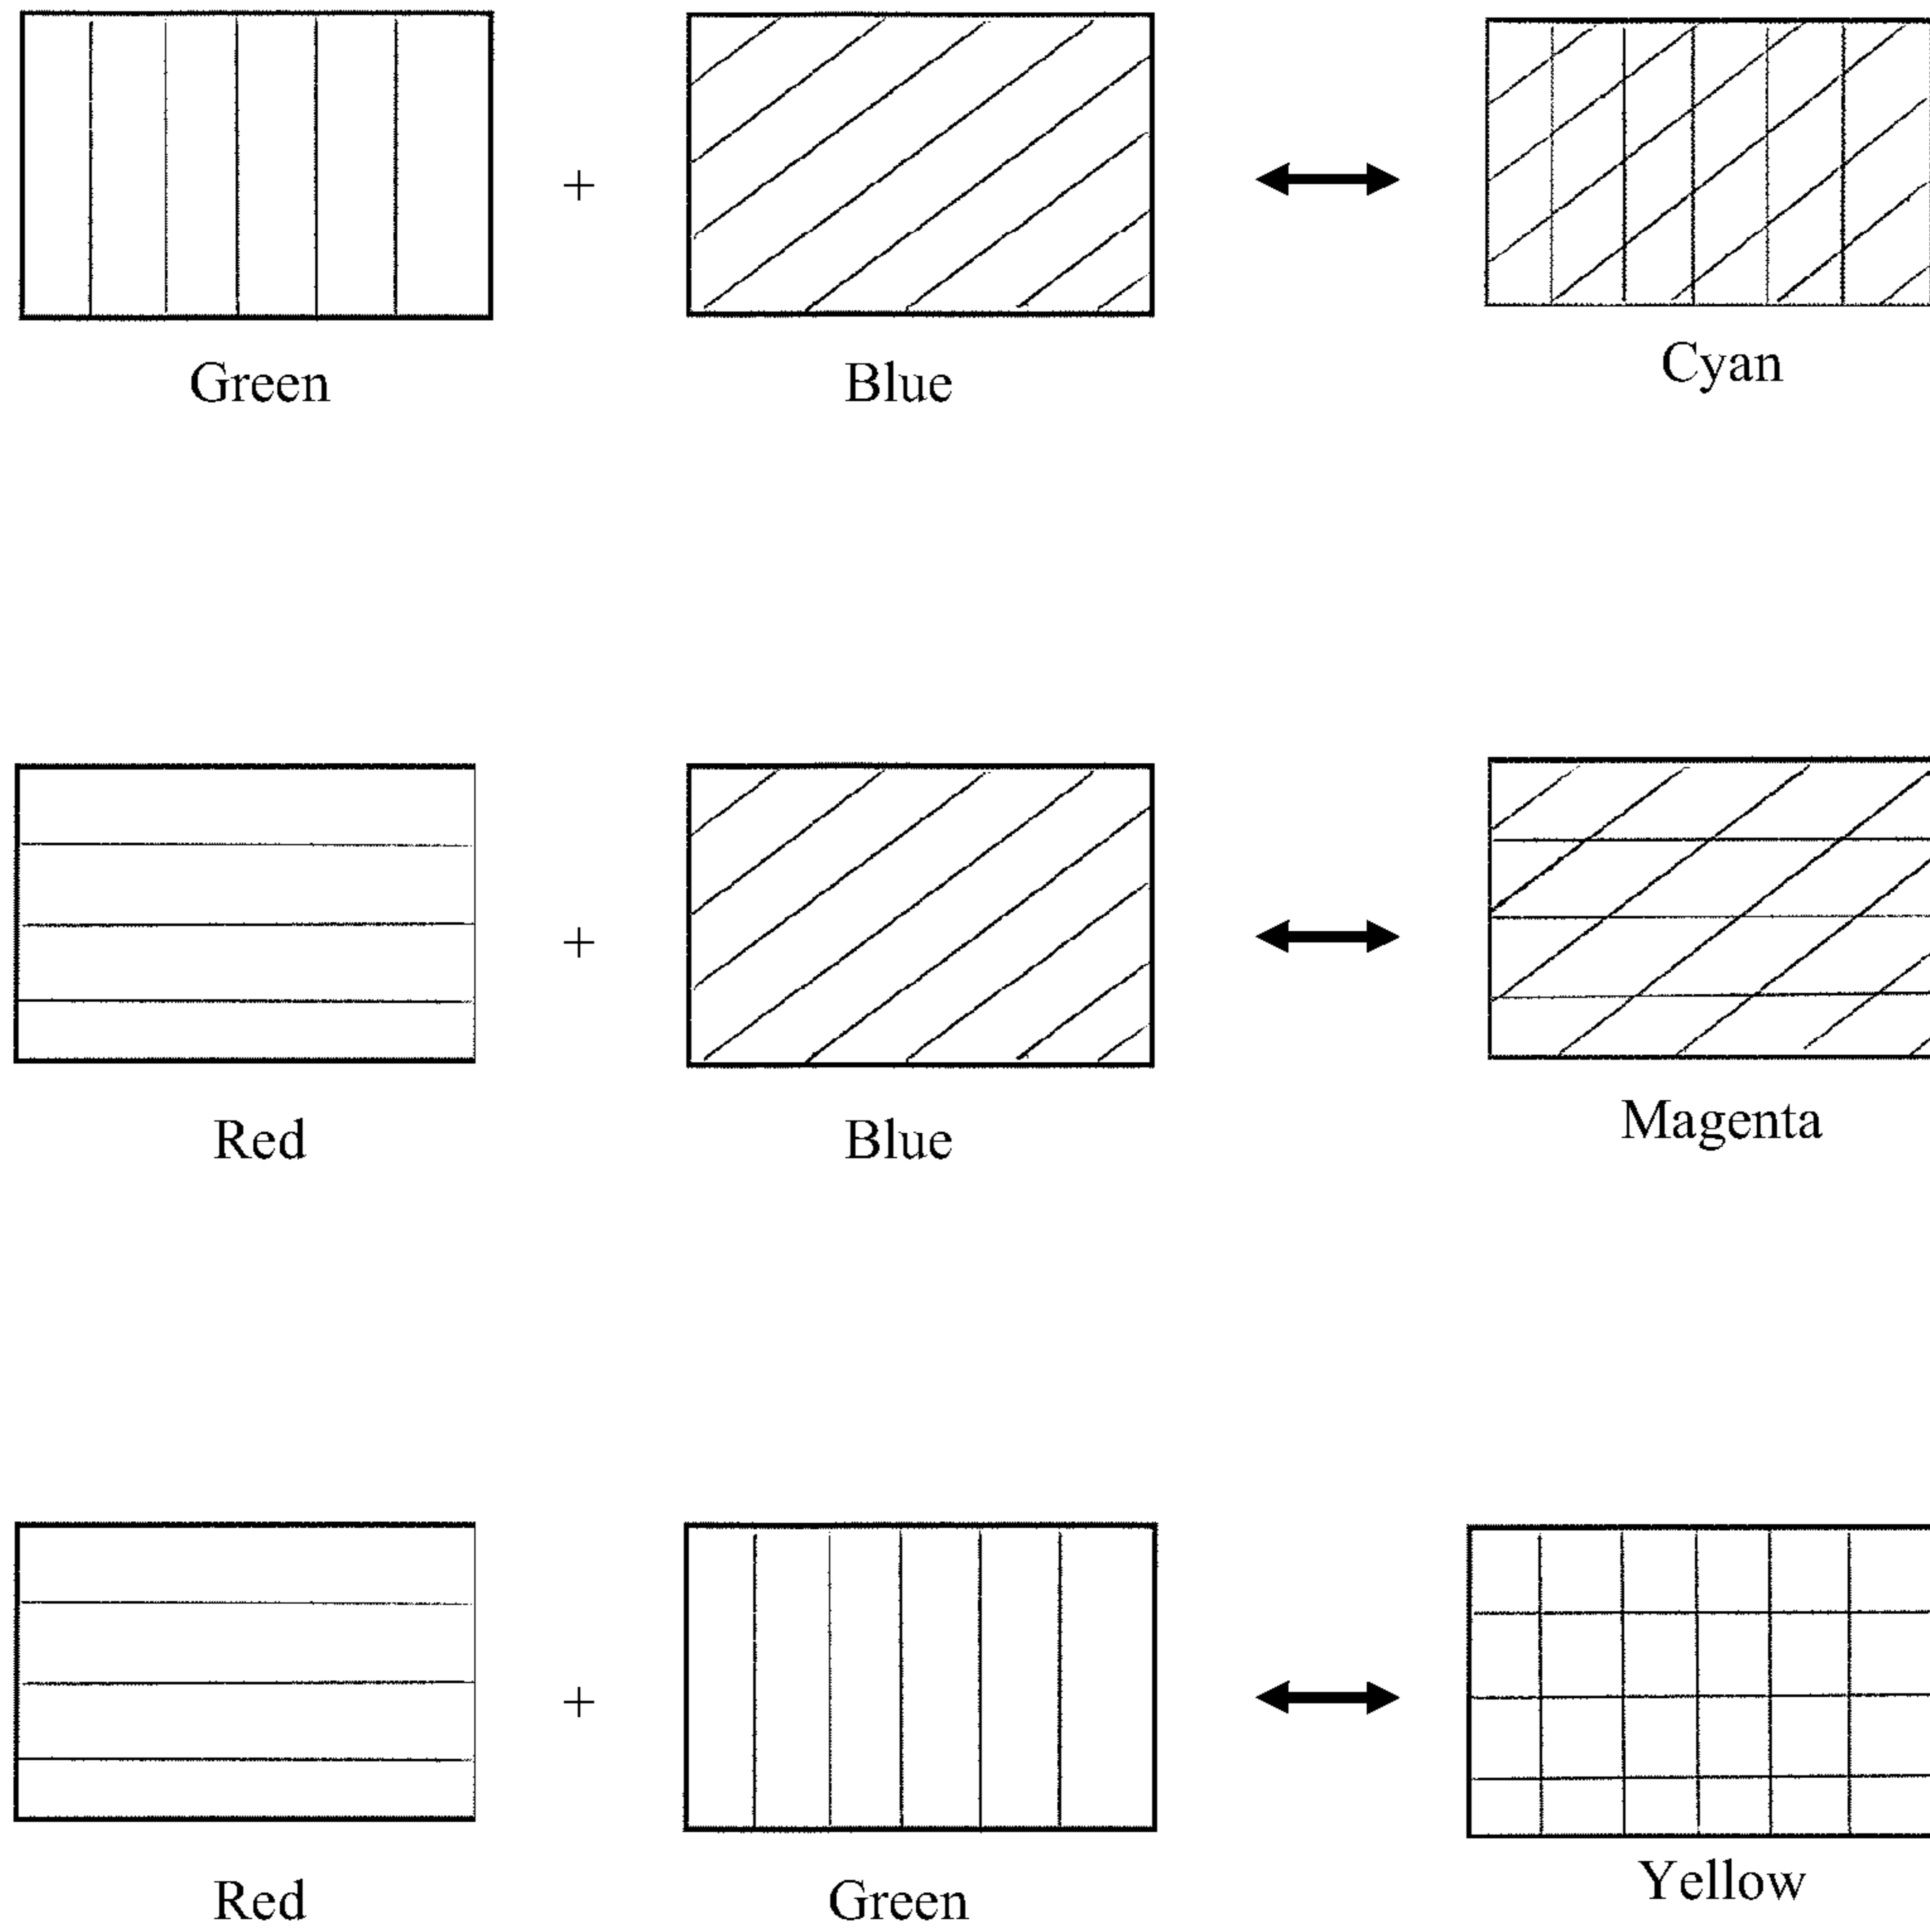 +
Green Blue Cyan
+
Red Blue Magenta
+
Red Green Yellow